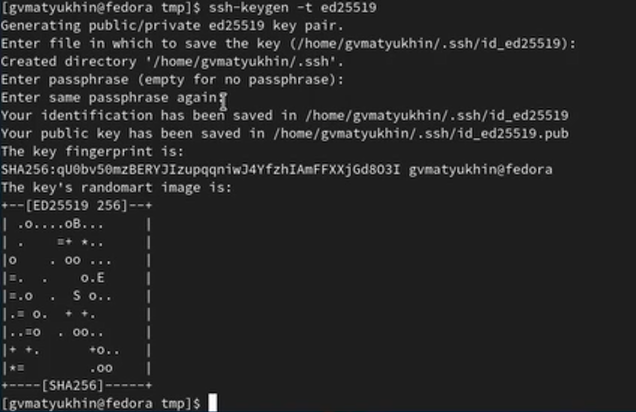 [gvmatyukhin@fedora tmp]$ ssh-keygen -t ed25519
Generating public/private ed25519 key pair.
Enter file in which to save the key (/home/gvmatyukhin/.ssh/id_ed25519):
Created directory '/home/gvmatyukhin/.ssh'.
Enter passphrase (empty for no passphrase):
Enter same passphrase again:
Your identification has been saved in /home/gvmatyukhin/.ssh/id_ed25519
Your public key has been saved in /home/gvmatyukhin/.ssh/id_ed25519.pub
The key fingerprint is:
SHA256:qU0bv50mzBERYJIzupqqniwJ4YfzhIAmFFXXjGd8O3I gvmatyukhin@fedora
The key's randomart image is:
+--[ED25519 256]--+
| .o....oB...     |
| .    =+ *..     |
|o    . oo ..     |
|=.  .    o.E     |
|=.o  .  S o..    |
|.= o.  + +.      |
|..=o  . oo..     |
|+ +.      +o..   |
|*=        .oo    |
+----[SHA256]-----+
[gvmatyukhin@fedora tmp]$